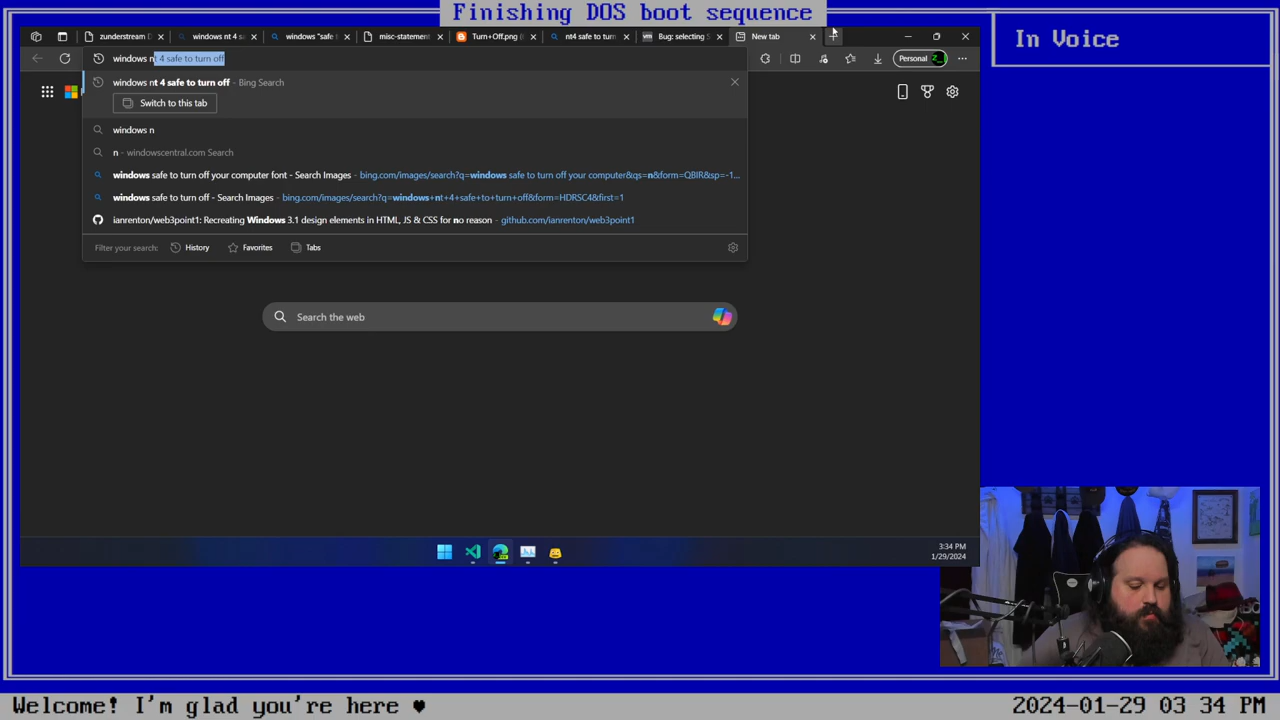 Finishing DOS boot sequence
In Voice
zunderstream D
windows nt 4 sa
windows "safe t
misc-statement
Turn+Off.png (
nt4 safe to turn
Bug: selecting S
New tab
windows nt 4 safe to turn off
Personal
windows nt 4 safe to turn off - Bing Search
Switch to this tab
windows n
n - windowscentral.com Search
windows safe to turn off your computer font - Search Images - bing.com/images/search?q=windows safe to turn off your computer&qs=n&form=QBIR&sp=-1...
windows safe to turn off - Search Images - bing.com/images/search?q=windows+nt+4+safe+to+turn+off&form=HDRSC4&first=1
ianrenton/web3point1: Recreating Windows 3.1 design elements in HTML, JS & CSS for no reason - github.com/ianrenton/web3point1
Filter your search: History Favorites Tabs
Search the web
3:34 PM
1/29/2024
Welcome! I'm glad you're here ♥
2024-01-29 03 34 PM